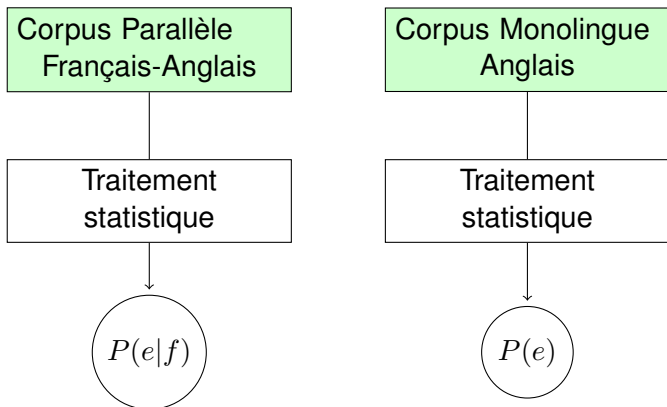 Corpus Parallèle
Français-Anglais
Traitement
statistique
P(e|f)
Corpus Monolingue
Anglais
Traitement
statistique
P(e)